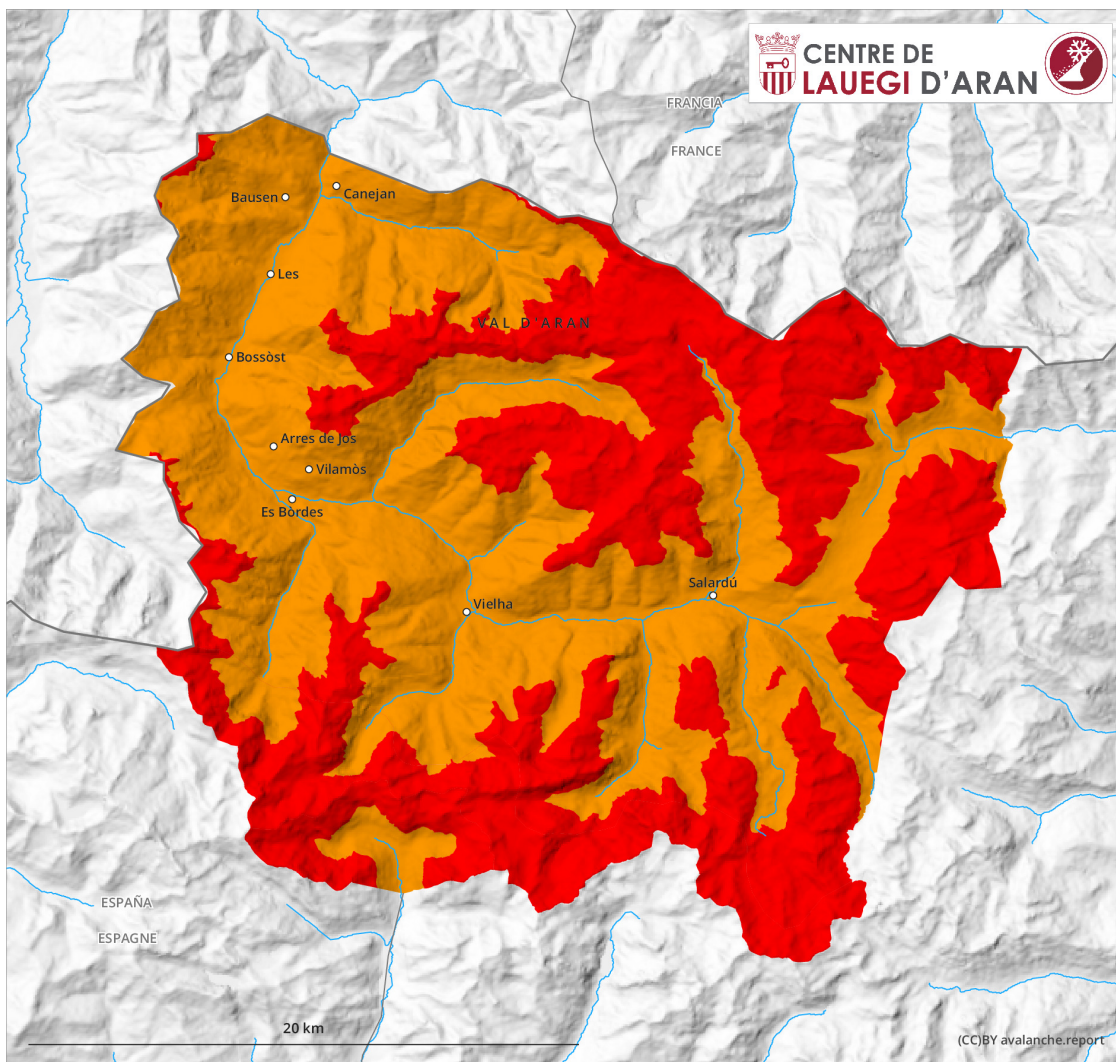 CENTRE DE
LAUEGI D'ARAN
FRANCIA
FRANCE
Bausen
Canejan
Les
VAL D'ARAN
Bossòst
Arres de Jos
Vilamòs
Es Bòrdes
Salardú
Vielha
ESPAÑA
ESPAGNE
20 km
(CC)BY avalanche.report